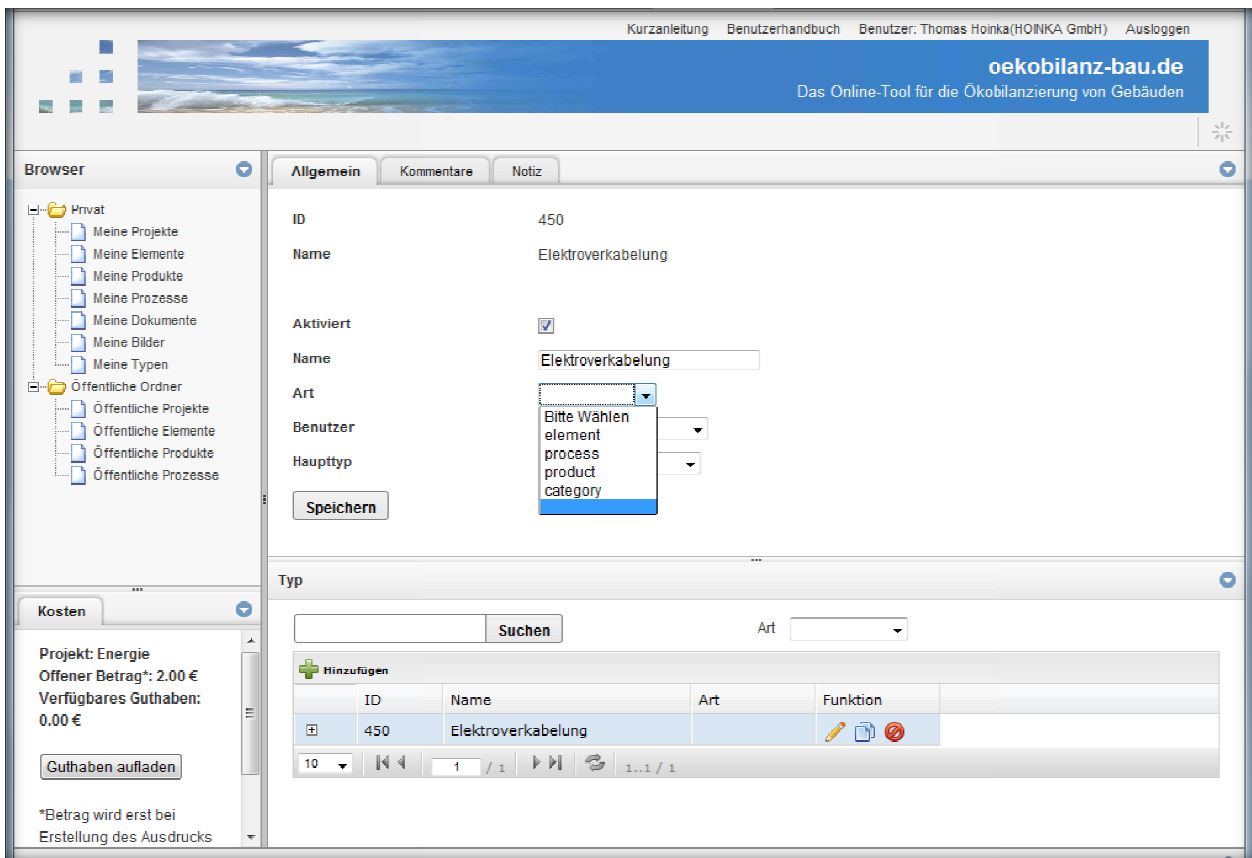 Kurzanleitung Benutzerhandbuch Benutzer: Thomas Hoinka(HOINKA GmbH) Ausloggen
oekobilanz-bau.de
Das Online-Tool für die Ökobilanzierung von Gebäuden
Browser
Privat
Meine Projekte
Meine Elemente
Meine Produkte
Meine Prozesse
Meine Dokumente
Meine Bilder
Meine Typen
Öffentliche Ordner
Öffentliche Projekte
Öffentliche Elemente
Öffentliche Produkte
Öffentliche Prozesse
Allgemein Kommentare Notiz
ID 450
Name Elektroverkabelung
Aktiviert
Name Elektroverkabelung
Art
Bitte Wählen
element
process
product
category
Benutzer
Haupttyp
Speichern
Kosten
Projekt: Energie
Offener Betrag*: 2.00 €
Verfügbares Guthaben:
0.00 €
Guthaben aufladen
*Betrag wird erst bei
Erstellung des Ausdrucks
Typ
Suchen Art
Hinzufügen
ID Name Art Funktion
450 Elektroverkabelung
10 1 / 1 1..1 / 1